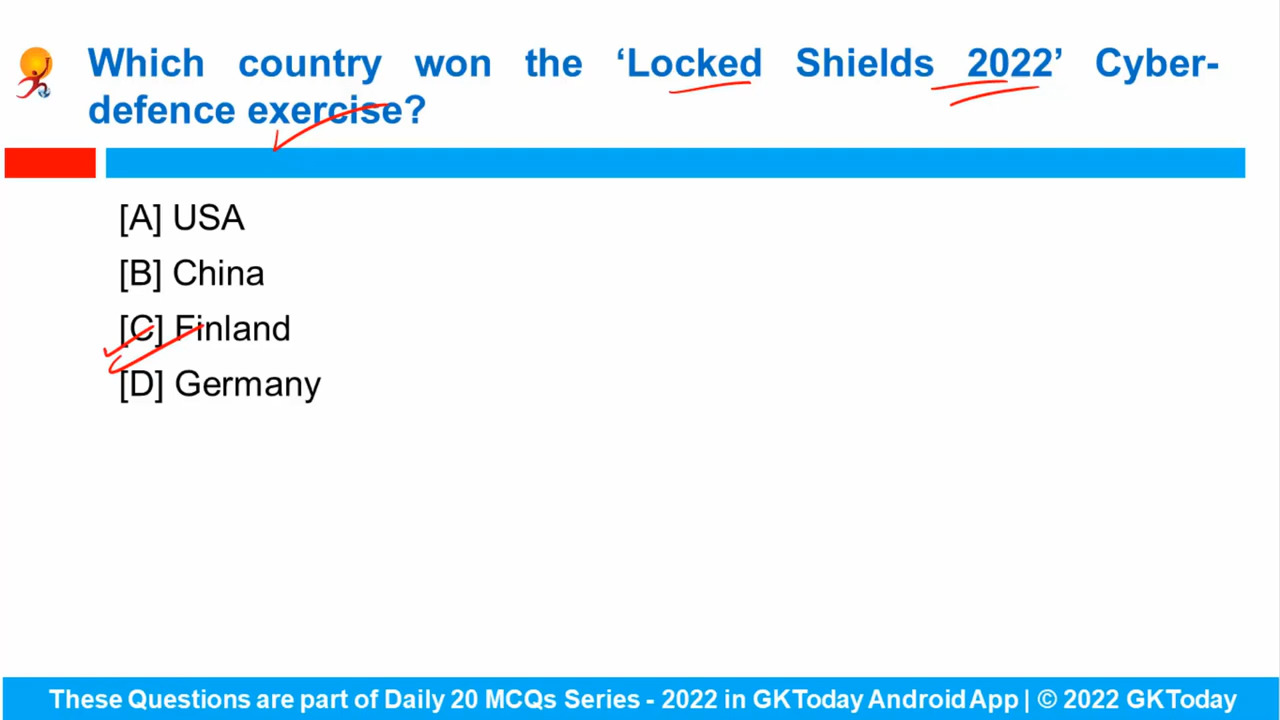 Which country won the ‘Locked Shields 2022’ Cyber-
defence exercise?
[A] USA
[B] China
[C] Finland
[D] Germany
These Questions are part of Daily 20 MCQs Series - 2022 in GKToday Android App | © 2022 GKToday